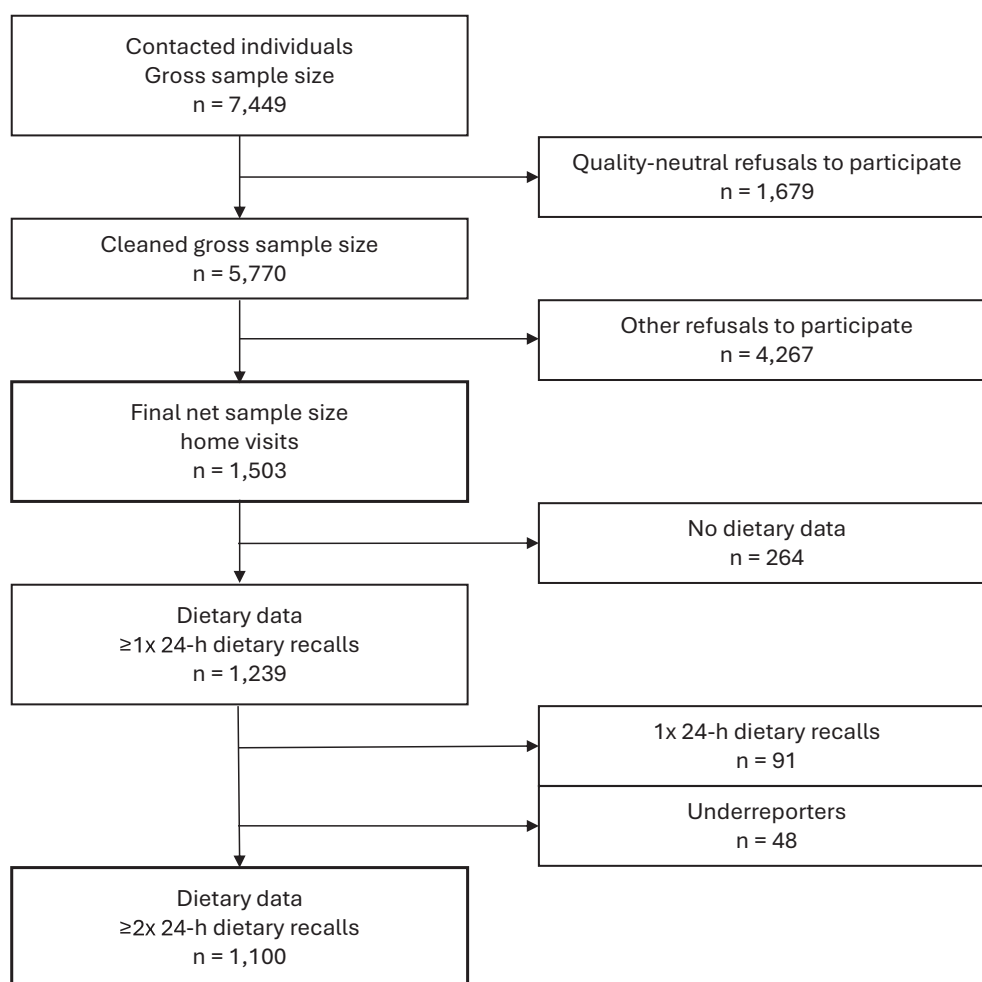 Contacted individuals
Gross sample size
n = 7,449
Quality-neutral refusals to participate
n = 1,679
Cleaned gross sample size
n = 5,770
Other refusals to participate
n = 4,267
Final net sample size
home visits
n = 1,503
No dietary data
n = 264
Dietary data
≥1x 24-h dietary recalls
n = 1,239
1x 24-h dietary recalls
n = 91
Underreporters
n = 48
Dietary data
≥2x 24-h dietary recalls
n = 1,100